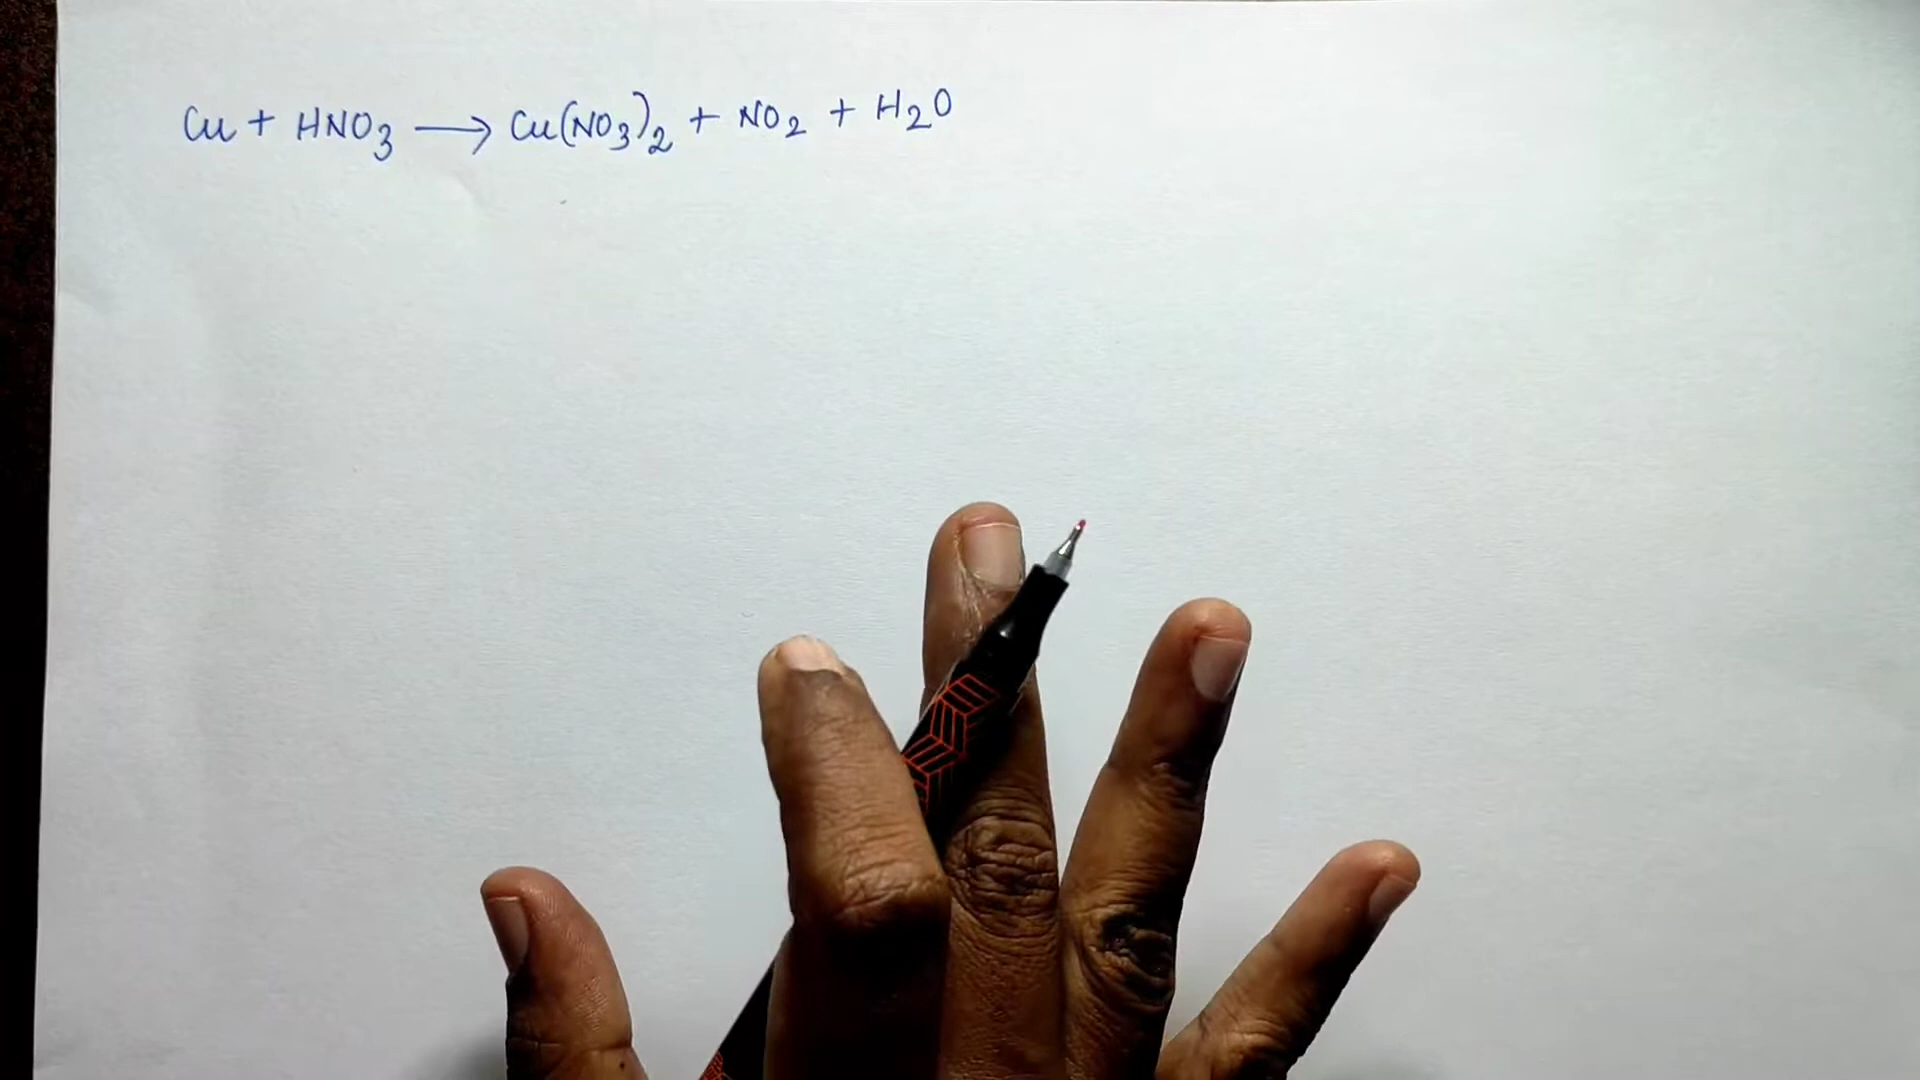 Cu + HNO3 ⟶ Cu(NO3)2 + NO2 + H2O